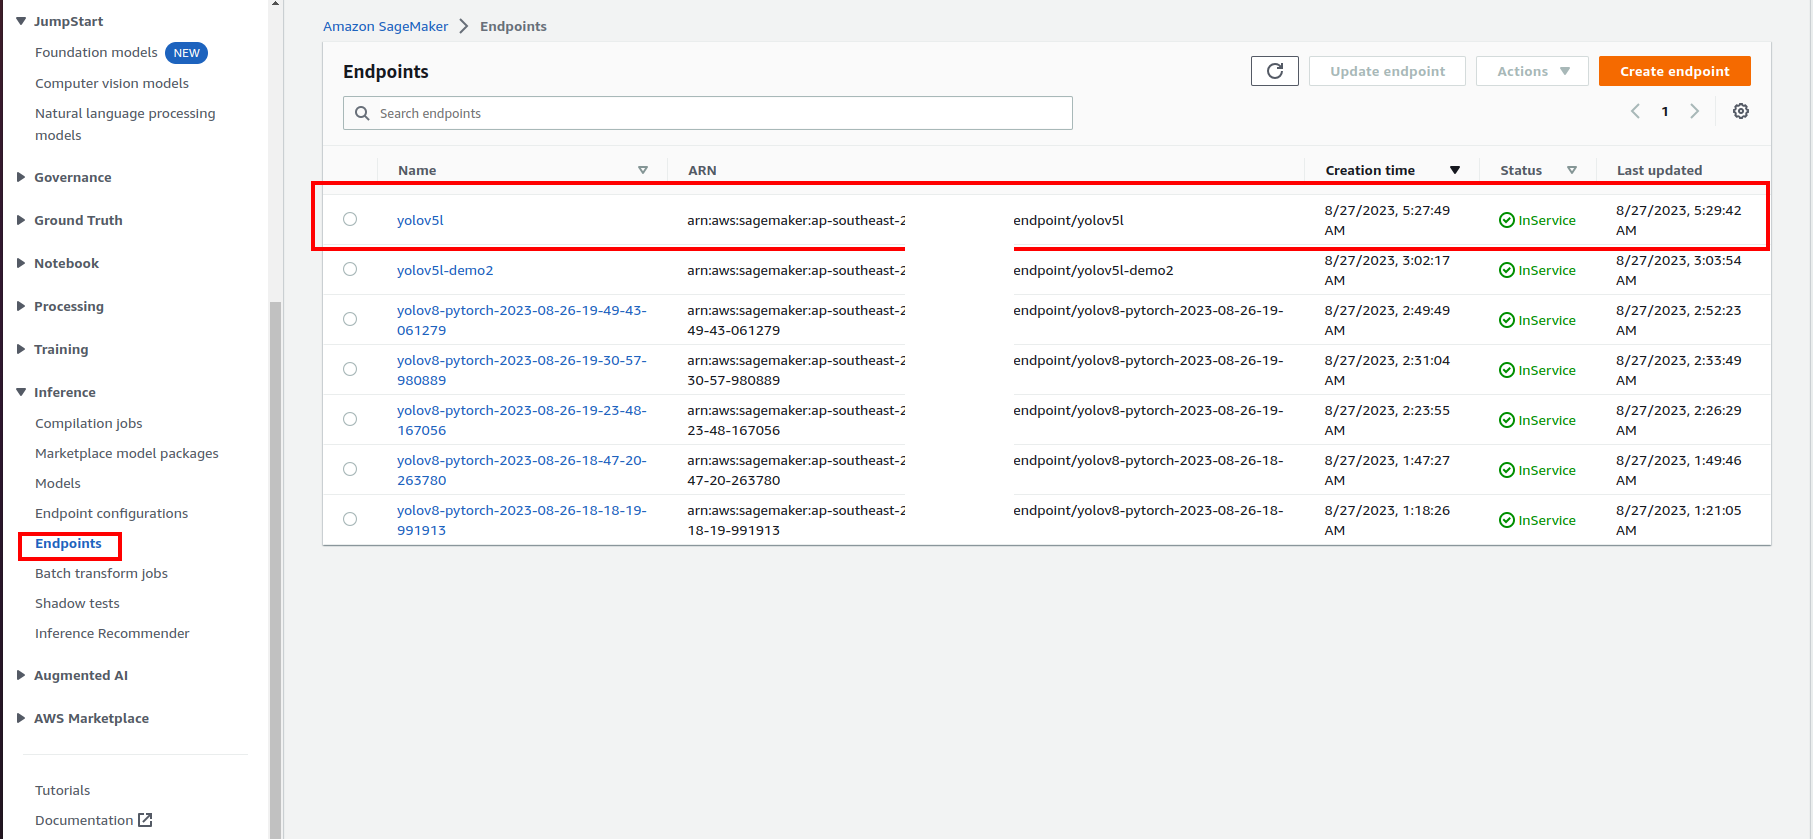 JumpStart
Foundation models NEW
Computer vision models
Natural language processing
models
Governance
Ground Truth
Notebook
Processing
Training
Inference
Compilation jobs
Marketplace model packages
Models
Endpoint configurations
Endpoints
Batch transform jobs
Shadow tests
Inference Recommender
Augmented AI
AWS Marketplace
Tutorials
Documentation
Amazon SageMaker > Endpoints
Endpoints
Update endpoint
Actions
Create endpoint
Search endpoints
1
Name ARN Creation time Status Last updated
yolov5l arn:aws:sagemaker:ap-southeast-2 endpoint/yolov5l 8/27/2023, 5:27:49 InService 8/27/2023, 5:29:42
AM AM
yolov5l-demo2 arn:aws:sagemaker:ap-southeast-2 endpoint/yolov5l-demo2 8/27/2023, 3:02:17 InService 8/27/2023, 3:03:54
AM AM
yolov8-pytorch-2023-08-26-19-49-43- arn:aws:sagemaker:ap-southeast-2 endpoint/yolov8-pytorch-2023-08-26-19- 8/27/2023, 2:49:49 InService 8/27/2023, 2:52:23
061279 49-43-061279 AM AM
yolov8-pytorch-2023-08-26-19-30-57- arn:aws:sagemaker:ap-southeast-2 endpoint/yolov8-pytorch-2023-08-26-19- 8/27/2023, 2:31:04 InService 8/27/2023, 2:33:49
980889 30-57-980889 AM AM
yolov8-pytorch-2023-08-26-19-23-48- arn:aws:sagemaker:ap-southeast-2 endpoint/yolov8-pytorch-2023-08-26-19- 8/27/2023, 2:23:55 InService 8/27/2023, 2:26:29
167056 23-48-167056 AM AM
yolov8-pytorch-2023-08-26-18-47-20- arn:aws:sagemaker:ap-southeast-2 endpoint/yolov8-pytorch-2023-08-26-18- 8/27/2023, 1:47:27 InService 8/27/2023, 1:49:46
263780 47-20-263780 AM AM
yolov8-pytorch-2023-08-26-18-18-19- arn:aws:sagemaker:ap-southeast-2 endpoint/yolov8-pytorch-2023-08-26-18- 8/27/2023, 1:18:26 InService 8/27/2023, 1:21:05
991913 18-19-991913 AM AM